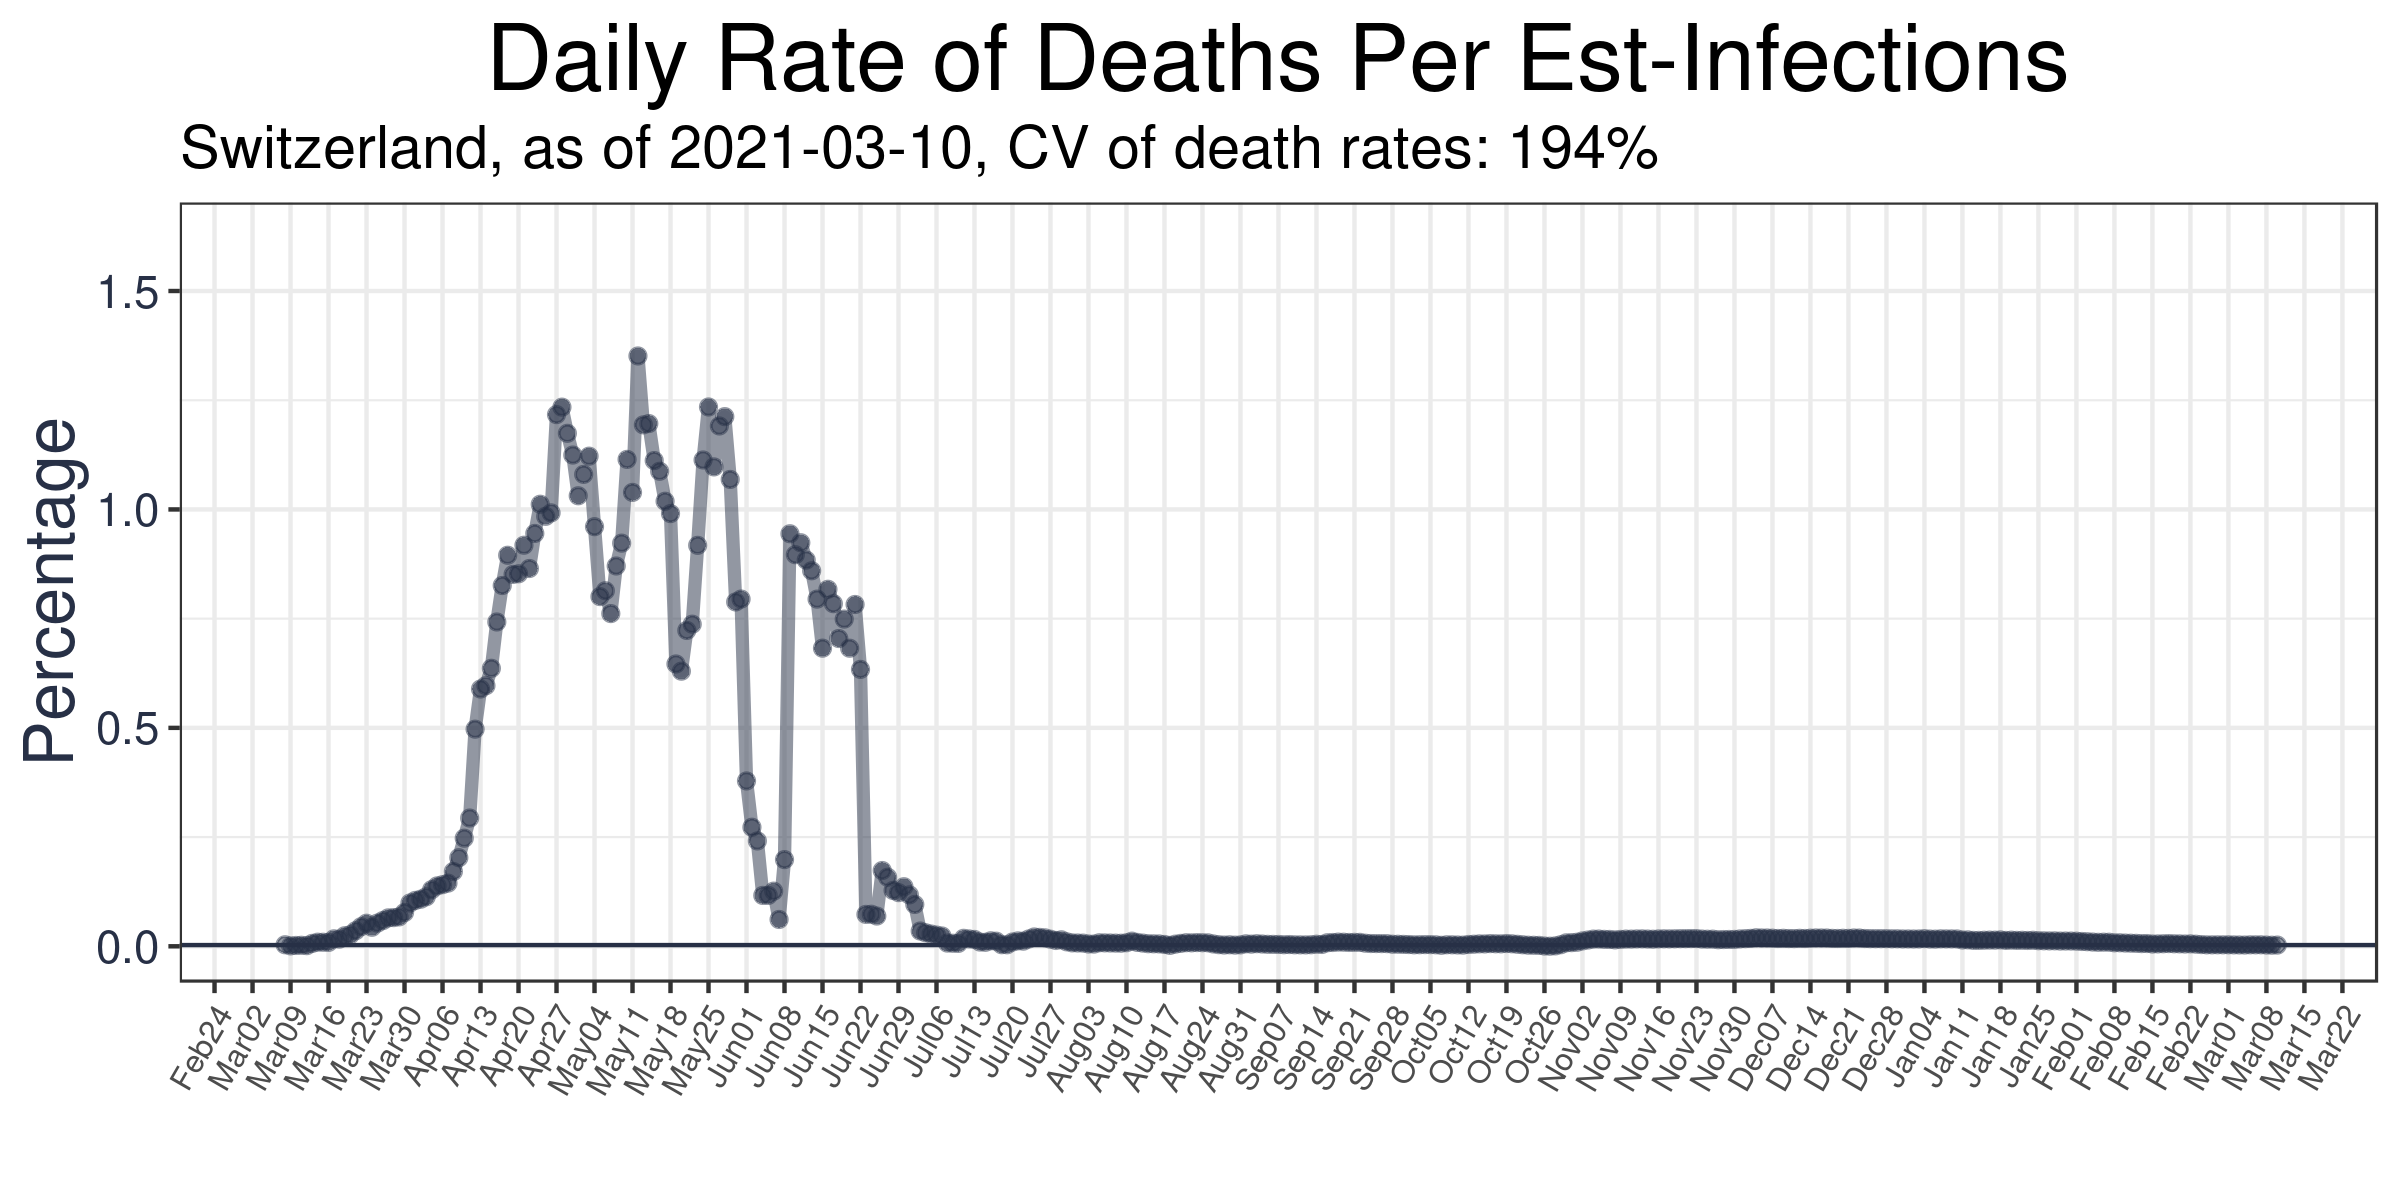 Daily Rate of Deaths Per Est-Infections
Switzerland, as of 2021-03-10, CV of death rates: 194%
Percentage
1.5
1.0
0.5
0.0
Feb24
Mar02
Mar09
Mar16
Mar23
Mar30
Apr06
Apr13
Apr20
Apr27
May04
May11
May18
May25
Jun01
Jun08
Jun15
Jun22
Jun29
Jul06
Jul13
Jul20
Jul27
Aug03
Aug10
Aug17
Aug24
Aug31
Sep07
Sep14
Sep21
Sep28
Oct05
Oct12
Oct19
Oct26
Nov02
Nov09
Nov16
Nov23
Nov30
Dec07
Dec14
Dec21
Dec28
Jan04
Jan11
Jan18
Jan25
Feb01
Feb08
Feb15
Feb22
Mar01
Mar08
Mar15
Mar22